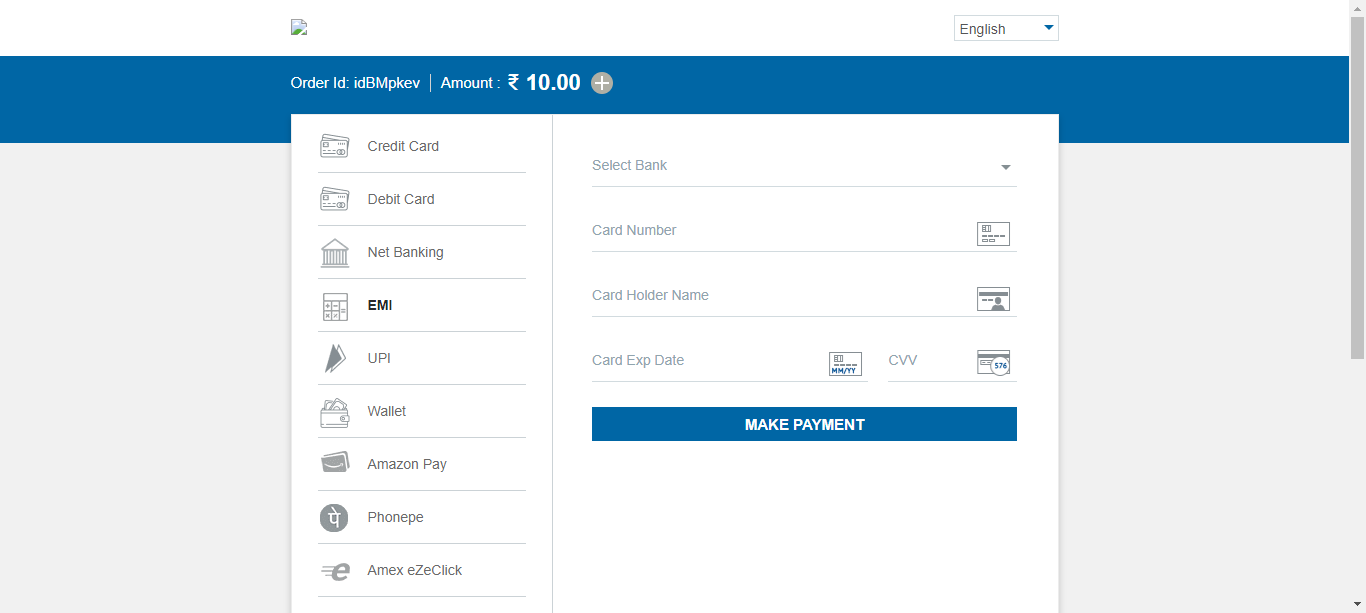 English
Order Id: idBMpkev | Amount : ₹ 10.00
Credit Card
Debit Card
Net Banking
EMI
UPI
Wallet
Amazon Pay
Phonepe
Amex eZeClick
Select Bank
Card Number
Card Holder Name
Card Exp Date
MM/YY
CVV
576
MAKE PAYMENT